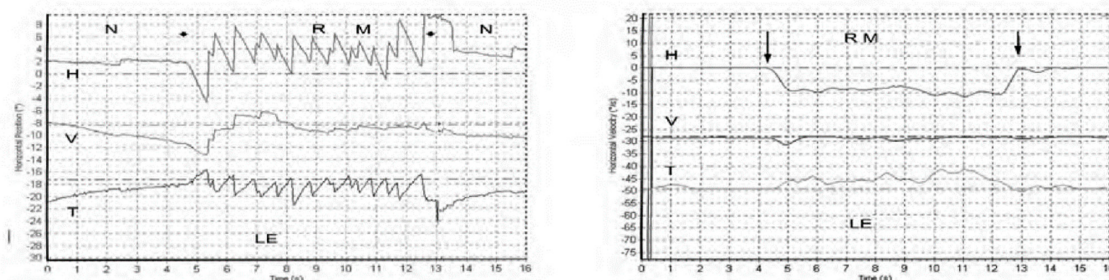 N R M N
H
V
T
LE
Horizontal Position (°)
8
6
4
2
0
-2
-4
-6
-8
-10
-12
-14
-16
-18
-20
-22
-24
-26
-28
-30
0 1 2 3 4 5 6 7 8 9 10 11 12 13 14 15 16
Time (s)
R M
H
V
T
LE
Horizontal Velocity (°/s)
20
15
10
5
0
-5
-10
-15
-20
-25
-30
-35
-40
-45
-50
-55
-60
-65
-70
-75
0 1 2 3 4 5 6 7 8 9 10 11 12 13 14 15 16
Time (s)